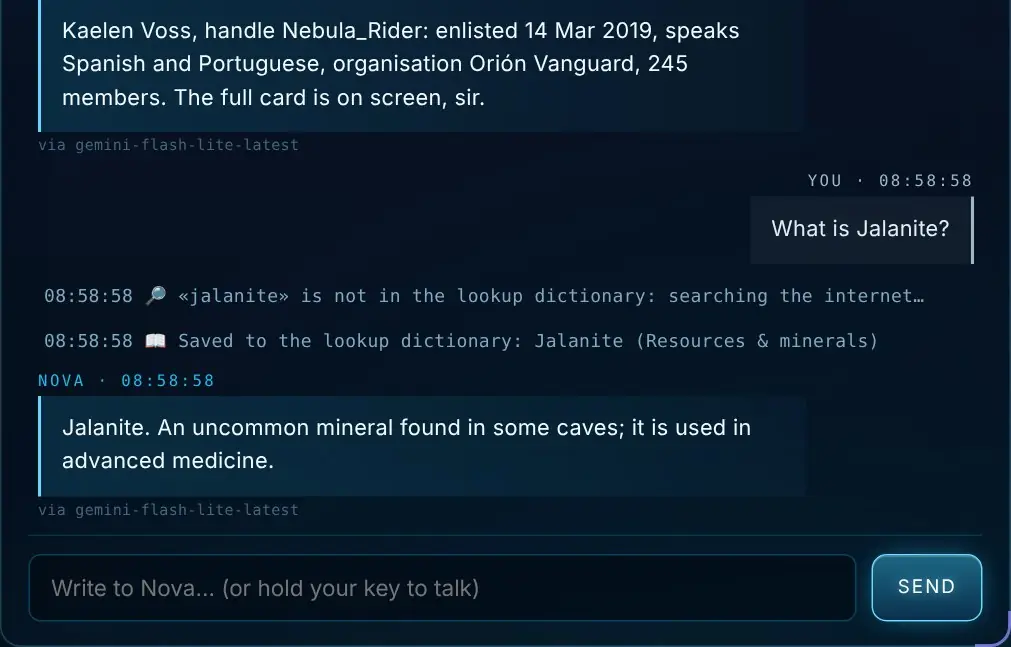 Kaelen Voss, handle Nebula_Rider: enlisted 14 Mar 2019, speaks
Spanish and Portuguese, organisation Orión Vanguard, 245
members. The full card is on screen, sir.
via gemini-flash-lite-latest
YOU · 08:58:58
What is Jalanite?
08:58:58 🔎 «jalanite» is not in the lookup dictionary: searching the internet…
08:58:58 📖 Saved to the lookup dictionary: Jalanite (Resources & minerals)
NOVA · 08:58:58
Jalanite. An uncommon mineral found in some caves; it is used in
advanced medicine.
via gemini-flash-lite-latest
Write to Nova... (or hold your key to talk)
SEND